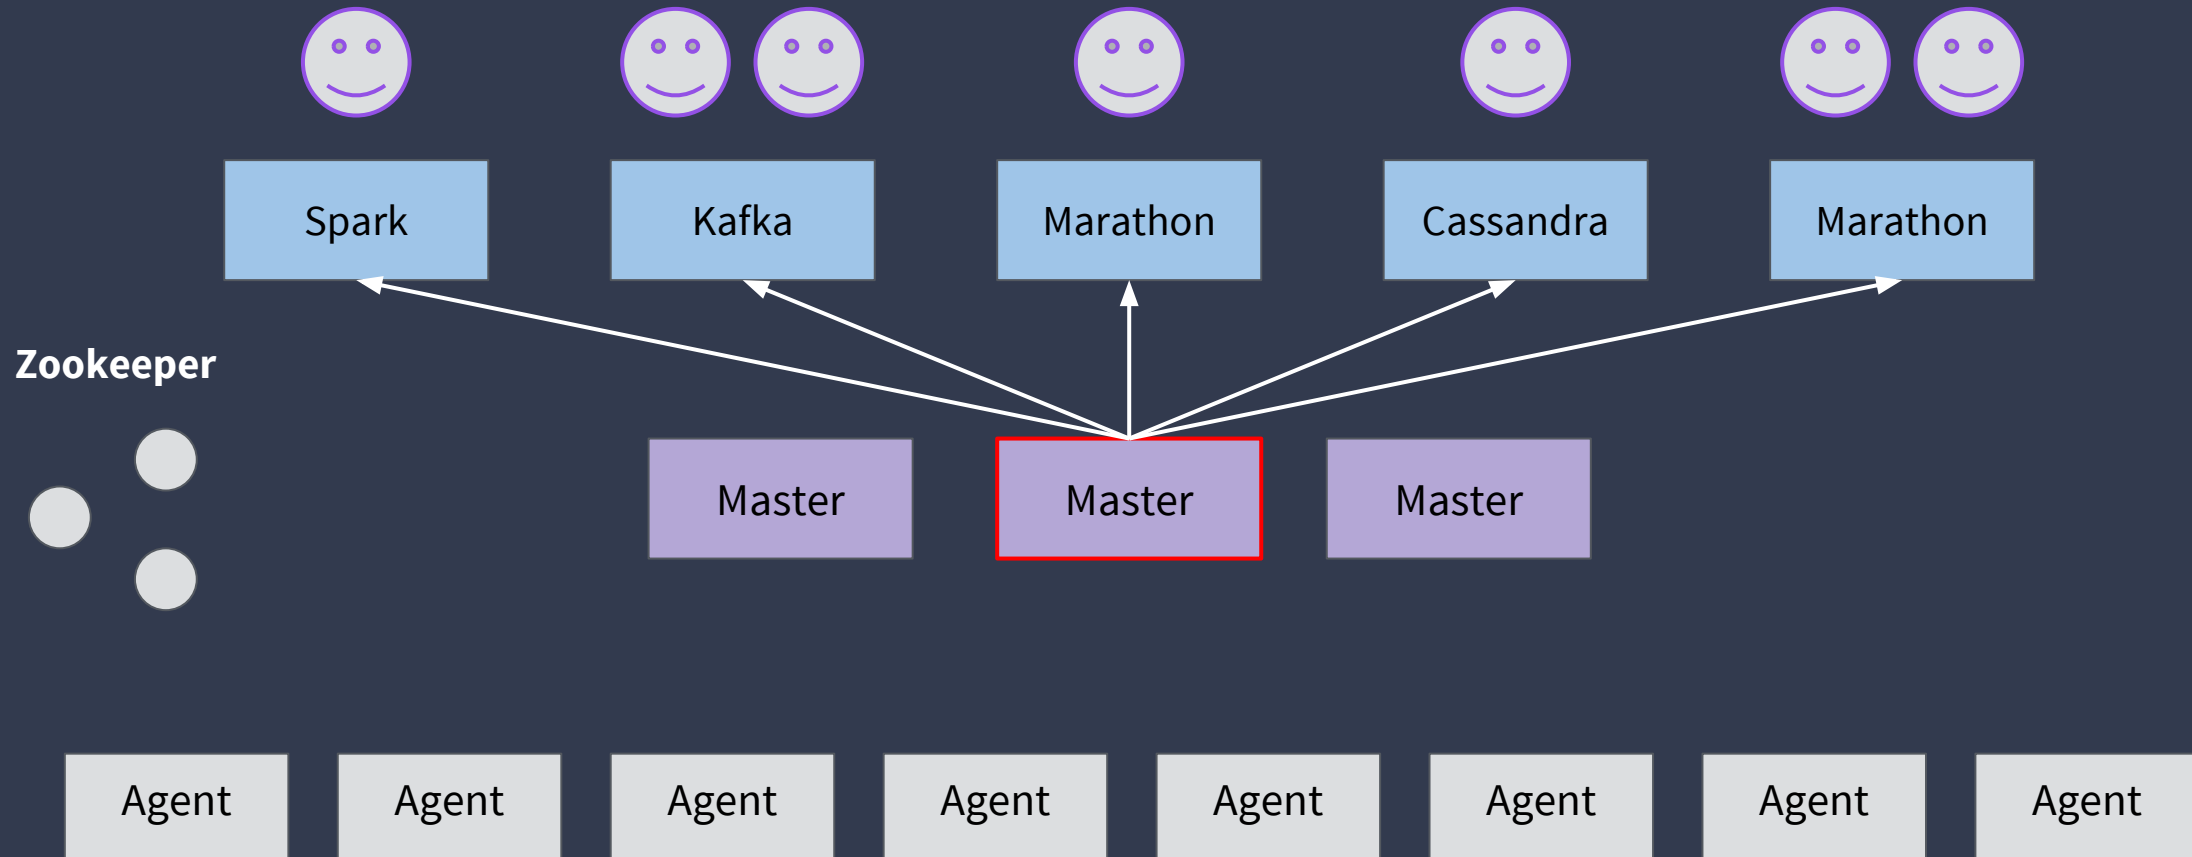 Spark
Kafka
Marathon
Cassandra
Marathon
Zookeeper
Master
Master
Master
Agent
Agent
Agent
Agent
Agent
Agent
Agent
Agent